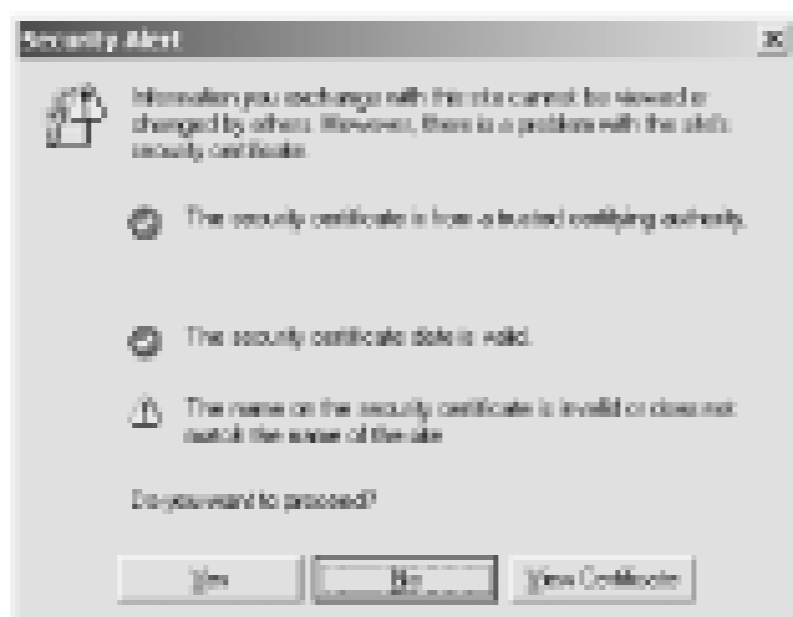 Security Alert
Information you exchange with this site cannot be viewed or
changed by others. However, there is a problem with the site's
security certificate.
The security certificate is from a trusted certifying authority.
The security certificate date is valid.
The name on the security certificate is invalid or does not
match the name of the site
Do you want to proceed?
Yes
No
View Certificate